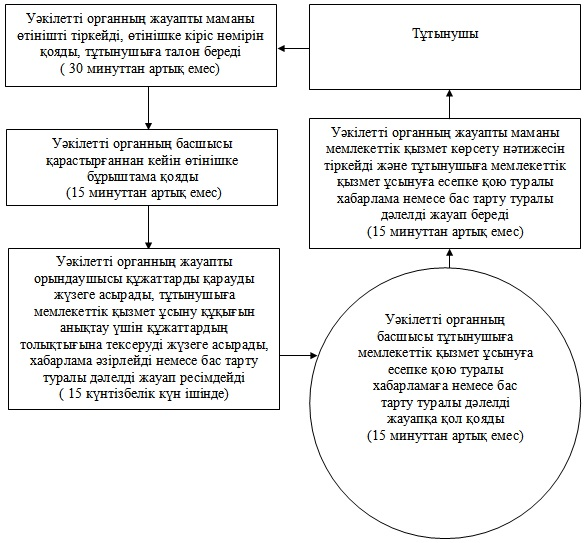 Уәкілетті органның жауапты маманы
өтінішті тіркейді, өтінішке кіріс нөмірін
қояды, тұтынушыға талон береді
( 30 минуттан артық емес)
Тұтынушы
Уәкілетті органның басшысы
қарастырғаннан кейін өтінішке
бұрыштама қояды
(15 минуттан артық емес)
Уәкілетті органның жауапты маманы
мемлекеттік қызмет көрсету нәтижесін
тіркейді және тұтынушыға мемлекеттік
қызмет ұсынуға есепке қою туралы
хабарлама немесе бас тарту туралы
дәлелді жауап береді
(15 минуттан артық емес)
Уәкілетті органның жауапты
орындаушысы құжаттарды қарауды
жүзеге асырады, тұтынушыға
мемлекеттік қызмет ұсыну құқығын
анықтау үшін құжаттардың
толықтығына тексеруді жүзеге асырады,
хабарлама әзірлейді немесе бас тарту
туралы дәлелді жауап ресімдейді
( 15 күнтізбелік күн ішінде)
Уәкілетті органның
басшысы тұтынушыға
мемлекеттік қызмет ұсынуға
есепке қою туралы
хабарламаға немесе бас
тарту туралы дәлелді
жауапқа қол қояды
(15 минуттан артық емес)